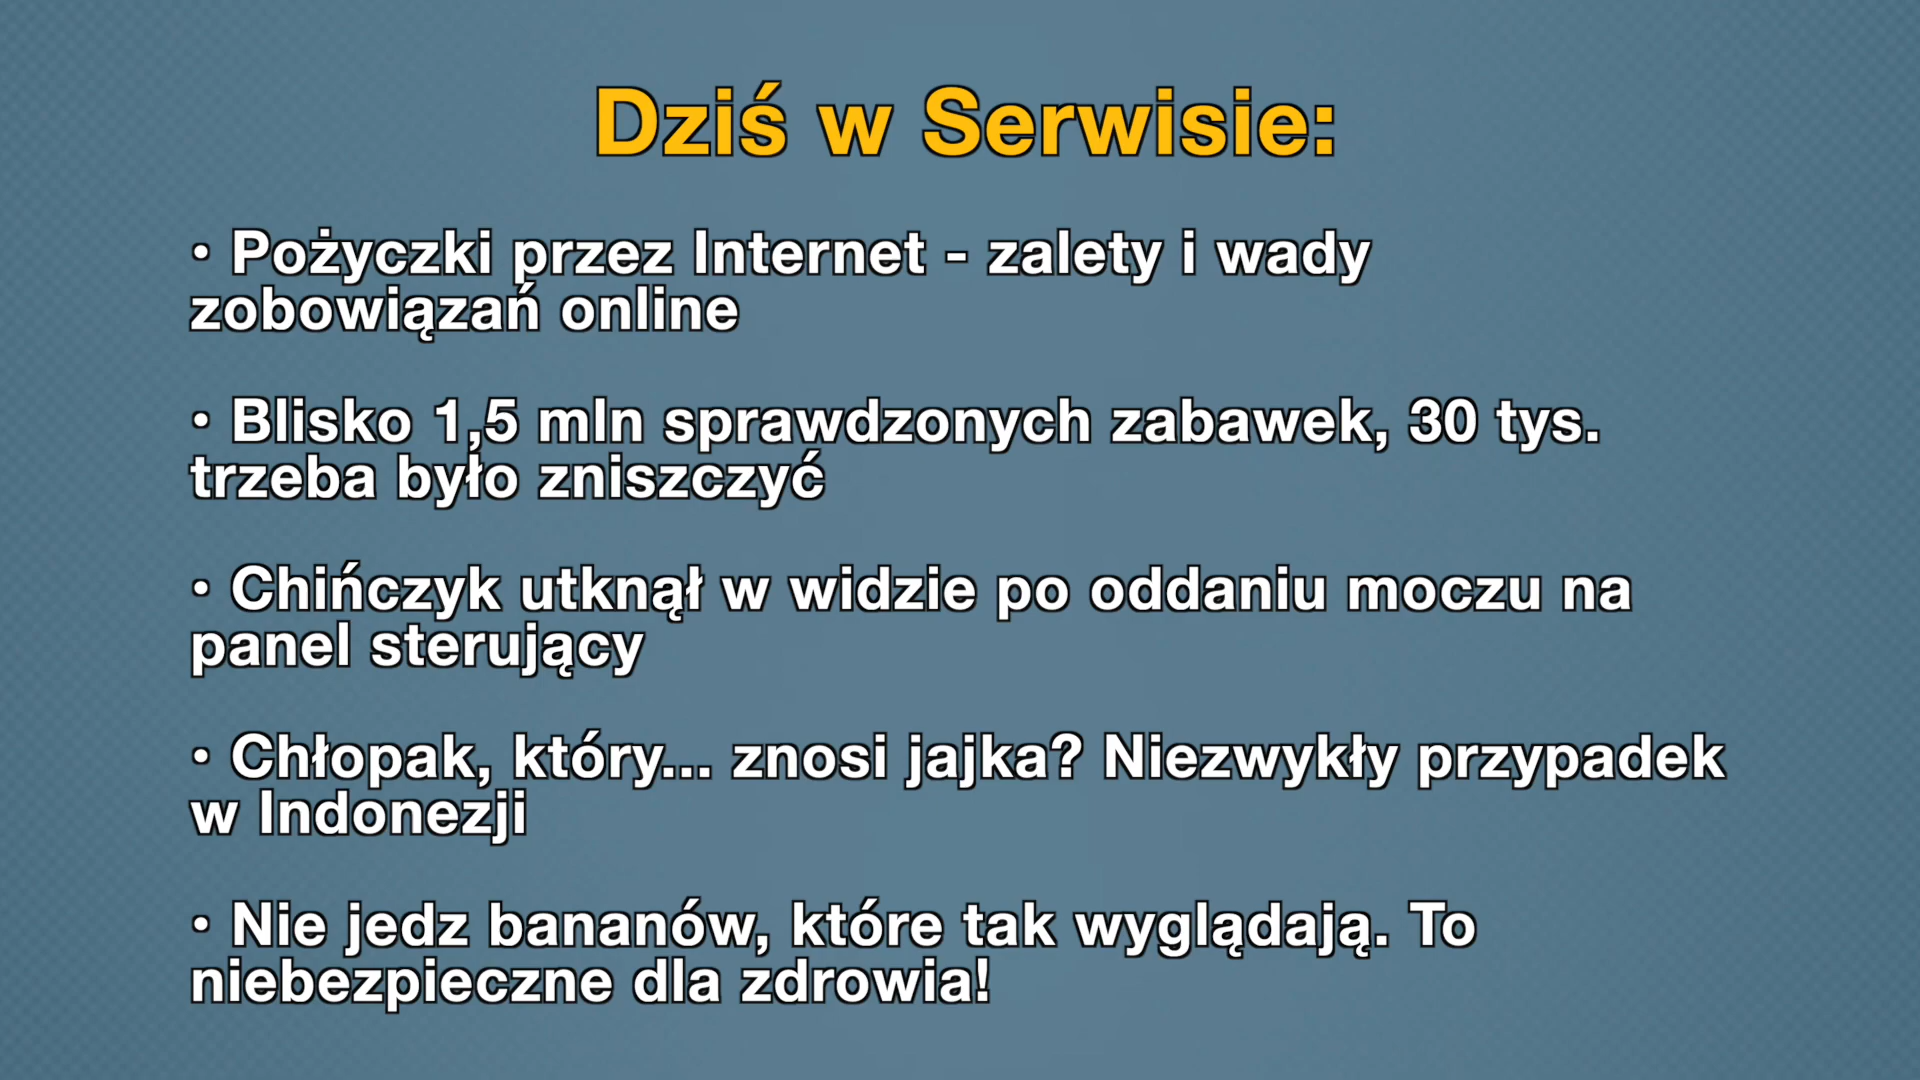 Dziś w Serwisie:
• Pożyczki przez Internet - zalety i wady
zobowiązań online
• Blisko 1,5 mln sprawdzonych zabawek, 30 tys.
trzeba było zniszczyć
• Chińczyk utknął w widzie po oddaniu moczu na
panel sterujący
• Chłopak, który... znosi jajka? Niezwykły przypadek
w Indonezji
• Nie jedz bananów, które tak wyglądają. To
niebezpieczne dla zdrowia!